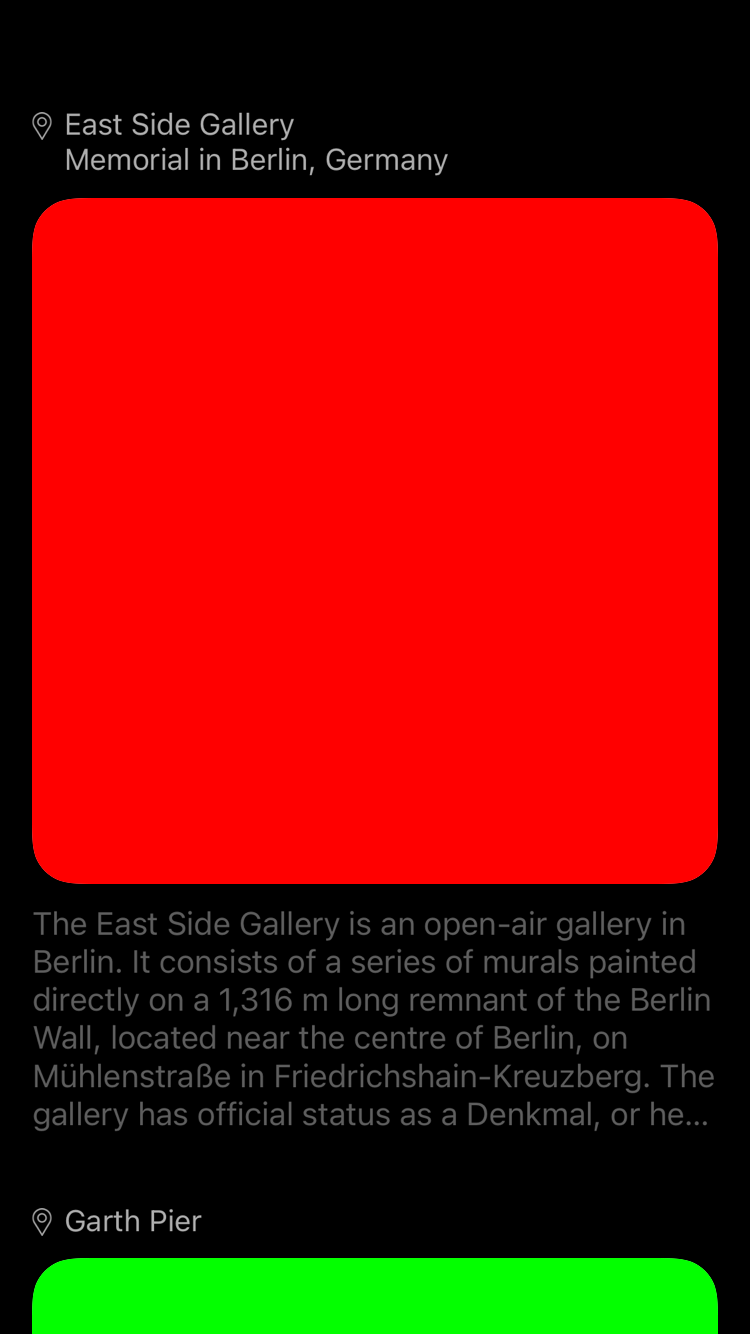 East Side Gallery
Memorial in Berlin, Germany
The East Side Gallery is an open-air gallery in
Berlin. It consists of a series of murals painted
directly on a 1,316 m long remnant of the Berlin
Wall, located near the centre of Berlin, on
Mühlenstraße in Friedrichshain-Kreuzberg. The
gallery has official status as a Denkmal, or he...
Garth Pier